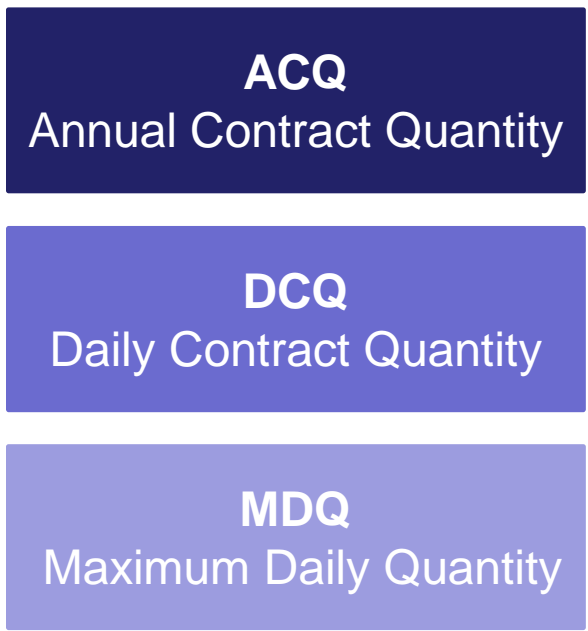 ACQ
Annual Contract Quantity
DCQ
Daily Contract Quantity
MDQ
Maximum Daily Quantity